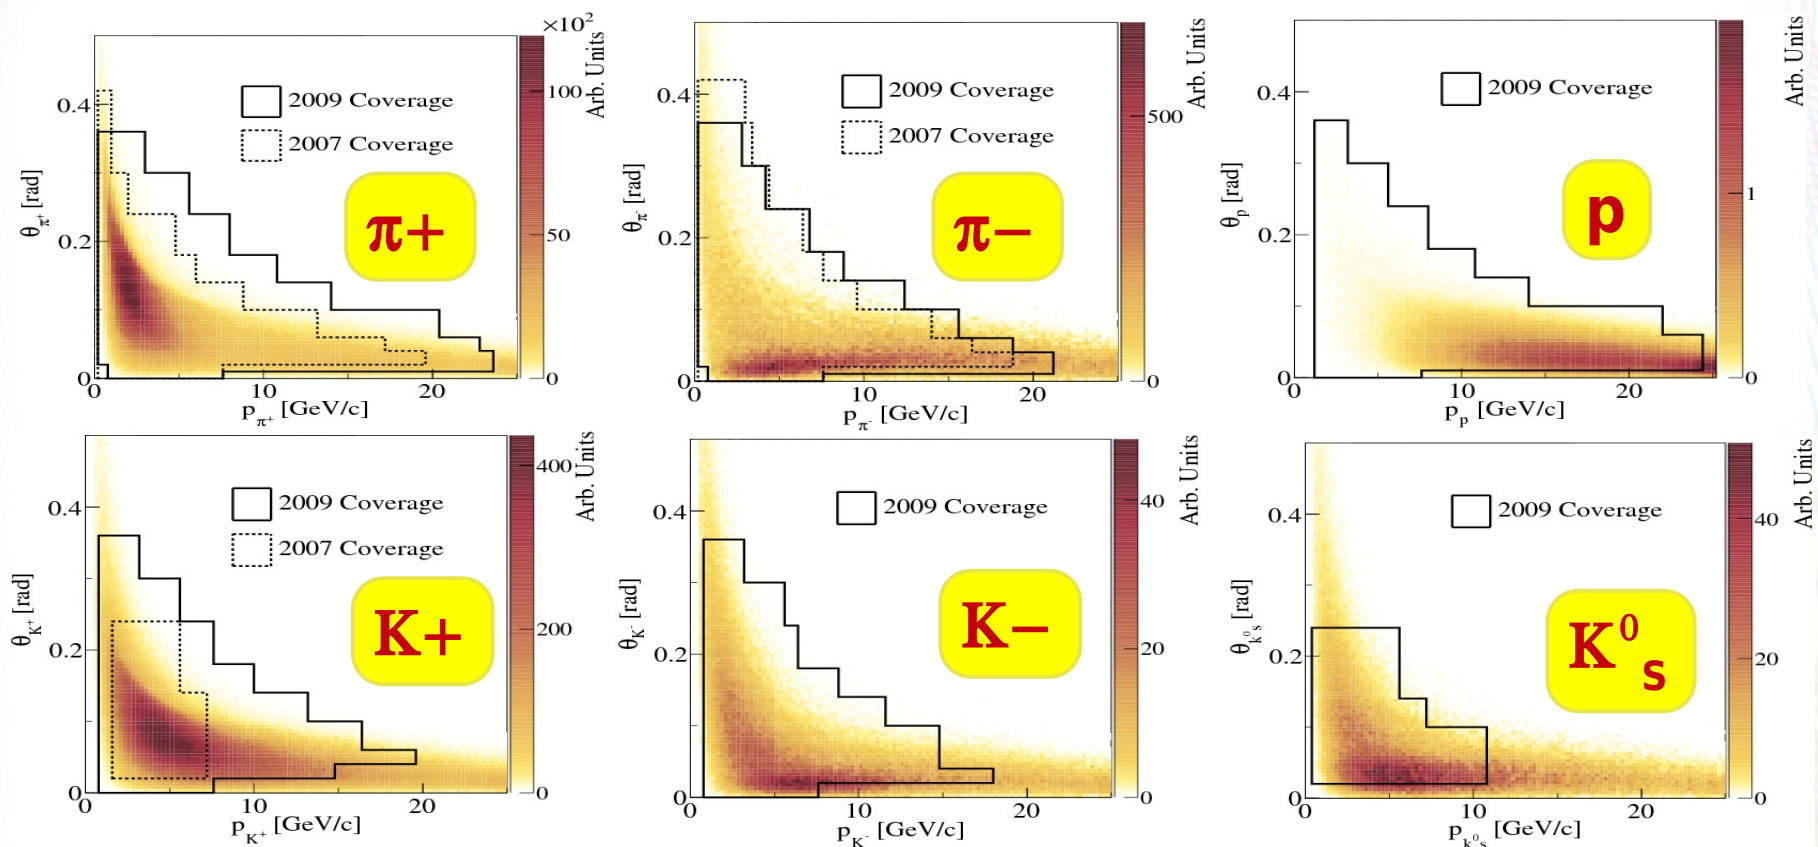 ×10²
Arb. Units
100
50
0
2009 Coverage
2007 Coverage
π+
θπ⁺ [rad]
0.4
0.2
0
0 10 20
pπ⁺ [GeV/c]
Arb. Units
500
0
2009 Coverage
2007 Coverage
π−
θπ⁻ [rad]
0.4
0.2
0
0 10 20
pπ⁻ [GeV/c]
Arb. Units
1
0
2009 Coverage
p
θp [rad]
0.4
0.2
0
0 10 20
pp [GeV/c]
Arb. Units
400
200
0
2009 Coverage
2007 Coverage
K+
θK⁺ [rad]
0.4
0.2
0
0 10 20
pK⁺ [GeV/c]
Arb. Units
40
20
0
2009 Coverage
K−
θK⁻ [rad]
0.4
0.2
0
0 10 20
pK⁻ [GeV/c]
Arb. Units
40
20
0
2009 Coverage
K⁰s
θk⁰s [rad]
0.4
0.2
0
0 10 20
pk⁰s [GeV/c]